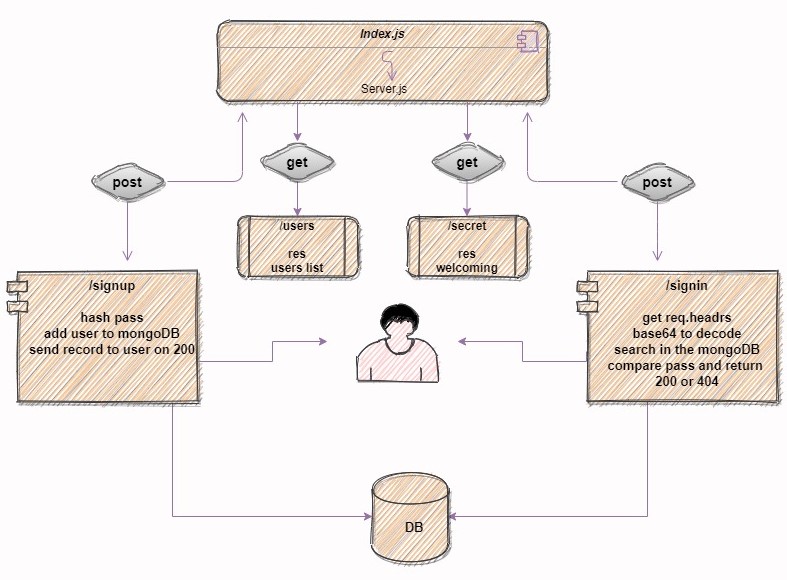 Index.js
Server.js
post
get
get
post
/users
res
users list
/secret
res
welcoming
/signup
hash pass
add user to mongoDB
send record to user on 200
/signin
get req.headrs
base64 to decode
search in the mongoDB
compare pass and return
200 or 404
DB